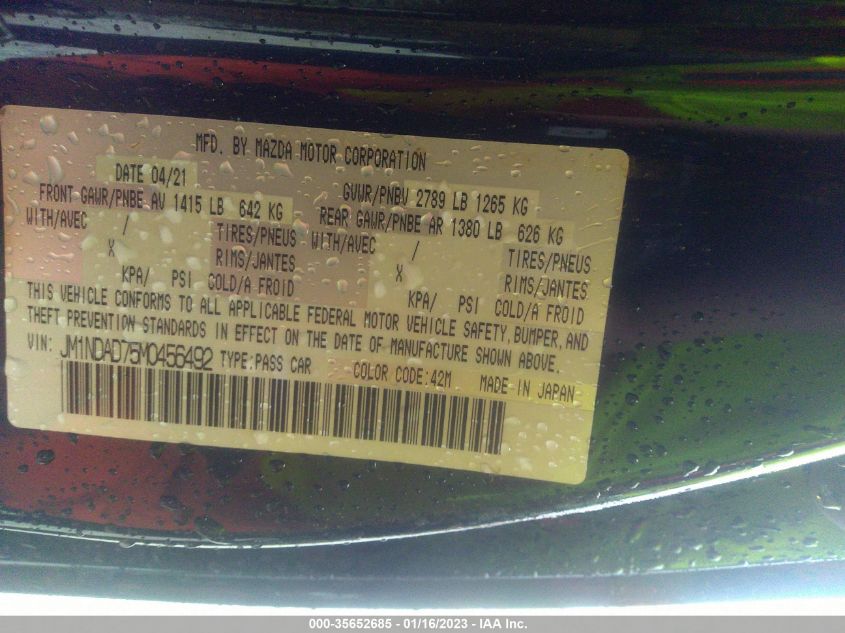 MFD. BY MAZDA MOTOR CORPORATION
DATE 04/21 GVWR/PNBV 2789 LB 1265 KG
FRONT GAWR/PNBE AV 1415 LB 642 KG REAR GAWR/PNBE AR 1380 LB 626 KG
WITH/AVEC / TIRES/PNEUS WITH/AVEC / TIRES/PNEUS
X RIMS/JANTES X RIMS/JANTES
KPA/ PSI COLD/A FROID KPA/ PSI COLD/A FROID
THIS VEHICLE CONFORMS TO ALL APPLICABLE FEDERAL MOTOR VEHICLE SAFETY, BUMPER, AND
THEFT PREVENTION STANDARDS IN EFFECT ON THE DATE OF MANUFACTURE SHOWN ABOVE.
VIN: JM1NDAD75M0456492 TYPE:PASS CAR COLOR CODE:42M MADE IN JAPAN
000-35652685 - 01/16/2023 - IAA Inc.